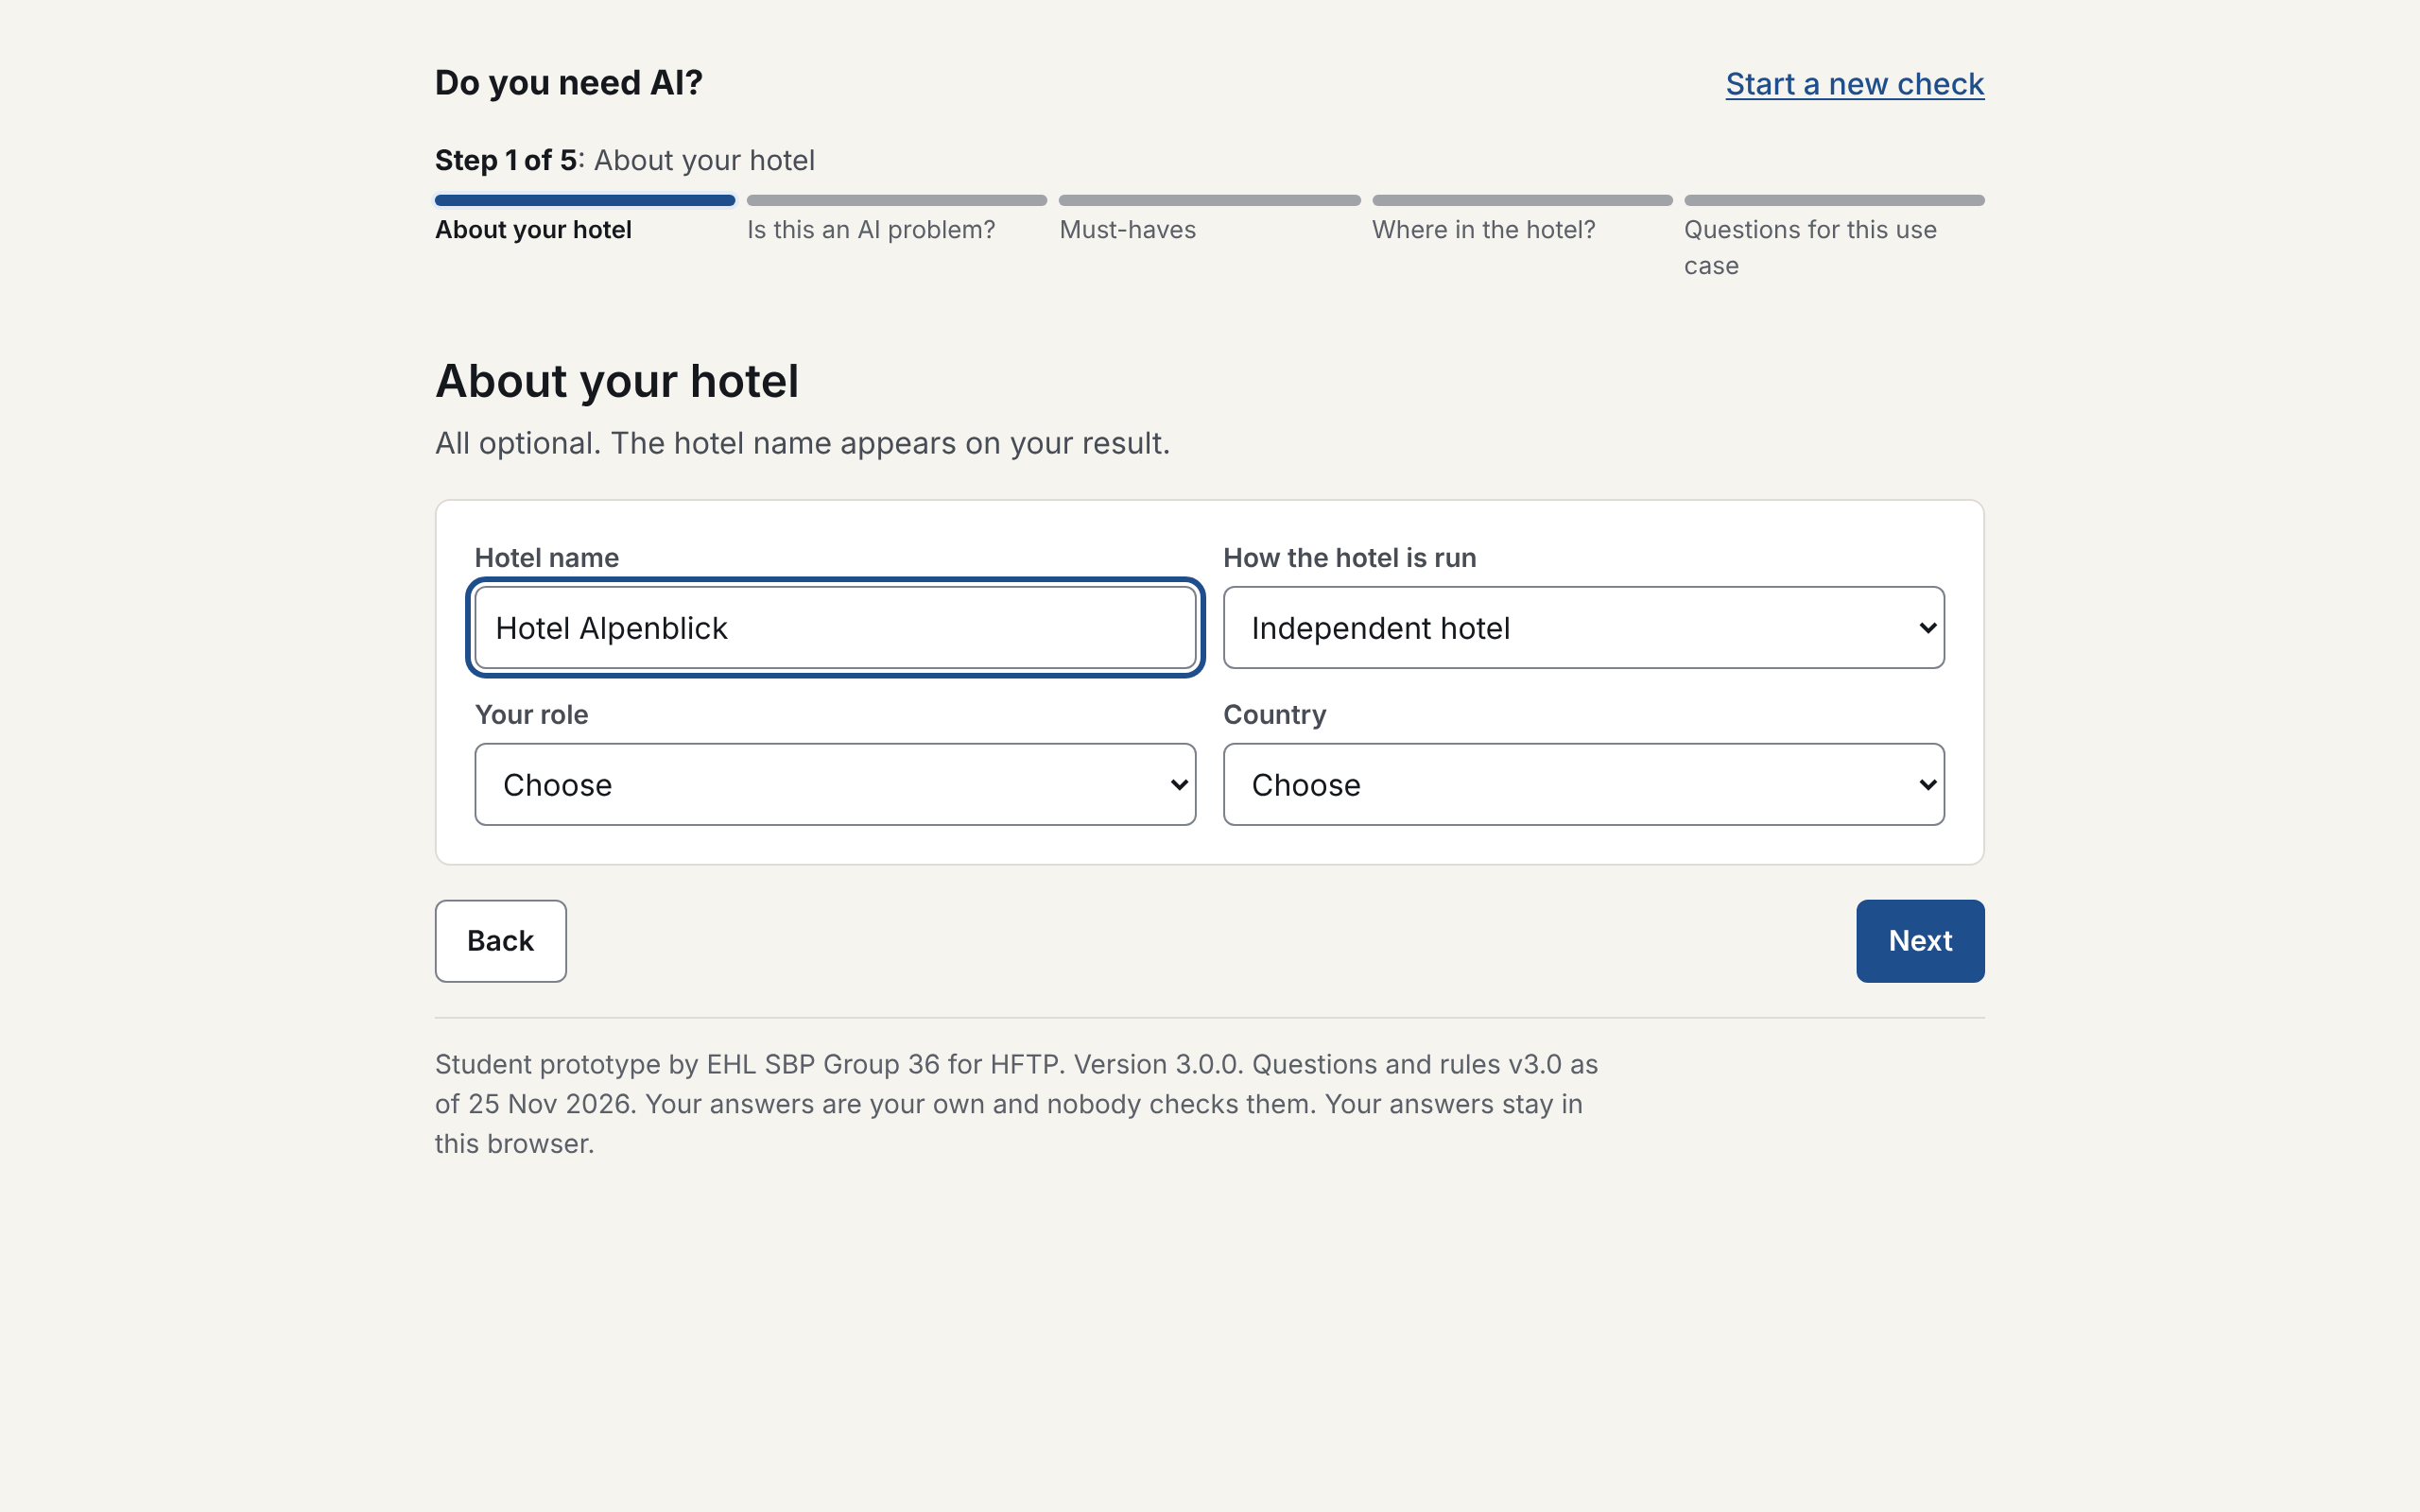 Do you need AI?
Start a new check
Step 1 of 5: About your hotel
About your hotel
Is this an AI problem?
Must-haves
Where in the hotel?
Questions for this use
case
About your hotel
All optional. The hotel name appears on your result.
Hotel name
How the hotel is run
Hotel Alpenblick
Independent hotel
Your role
Country
Choose
Choose
Back
Next
Student prototype by EHL SBP Group 36 for HFTP. Version 3.0.0. Questions and rules v3.0 as
of 25 Nov 2026. Your answers are your own and nobody checks them. Your answers stay in
this browser.